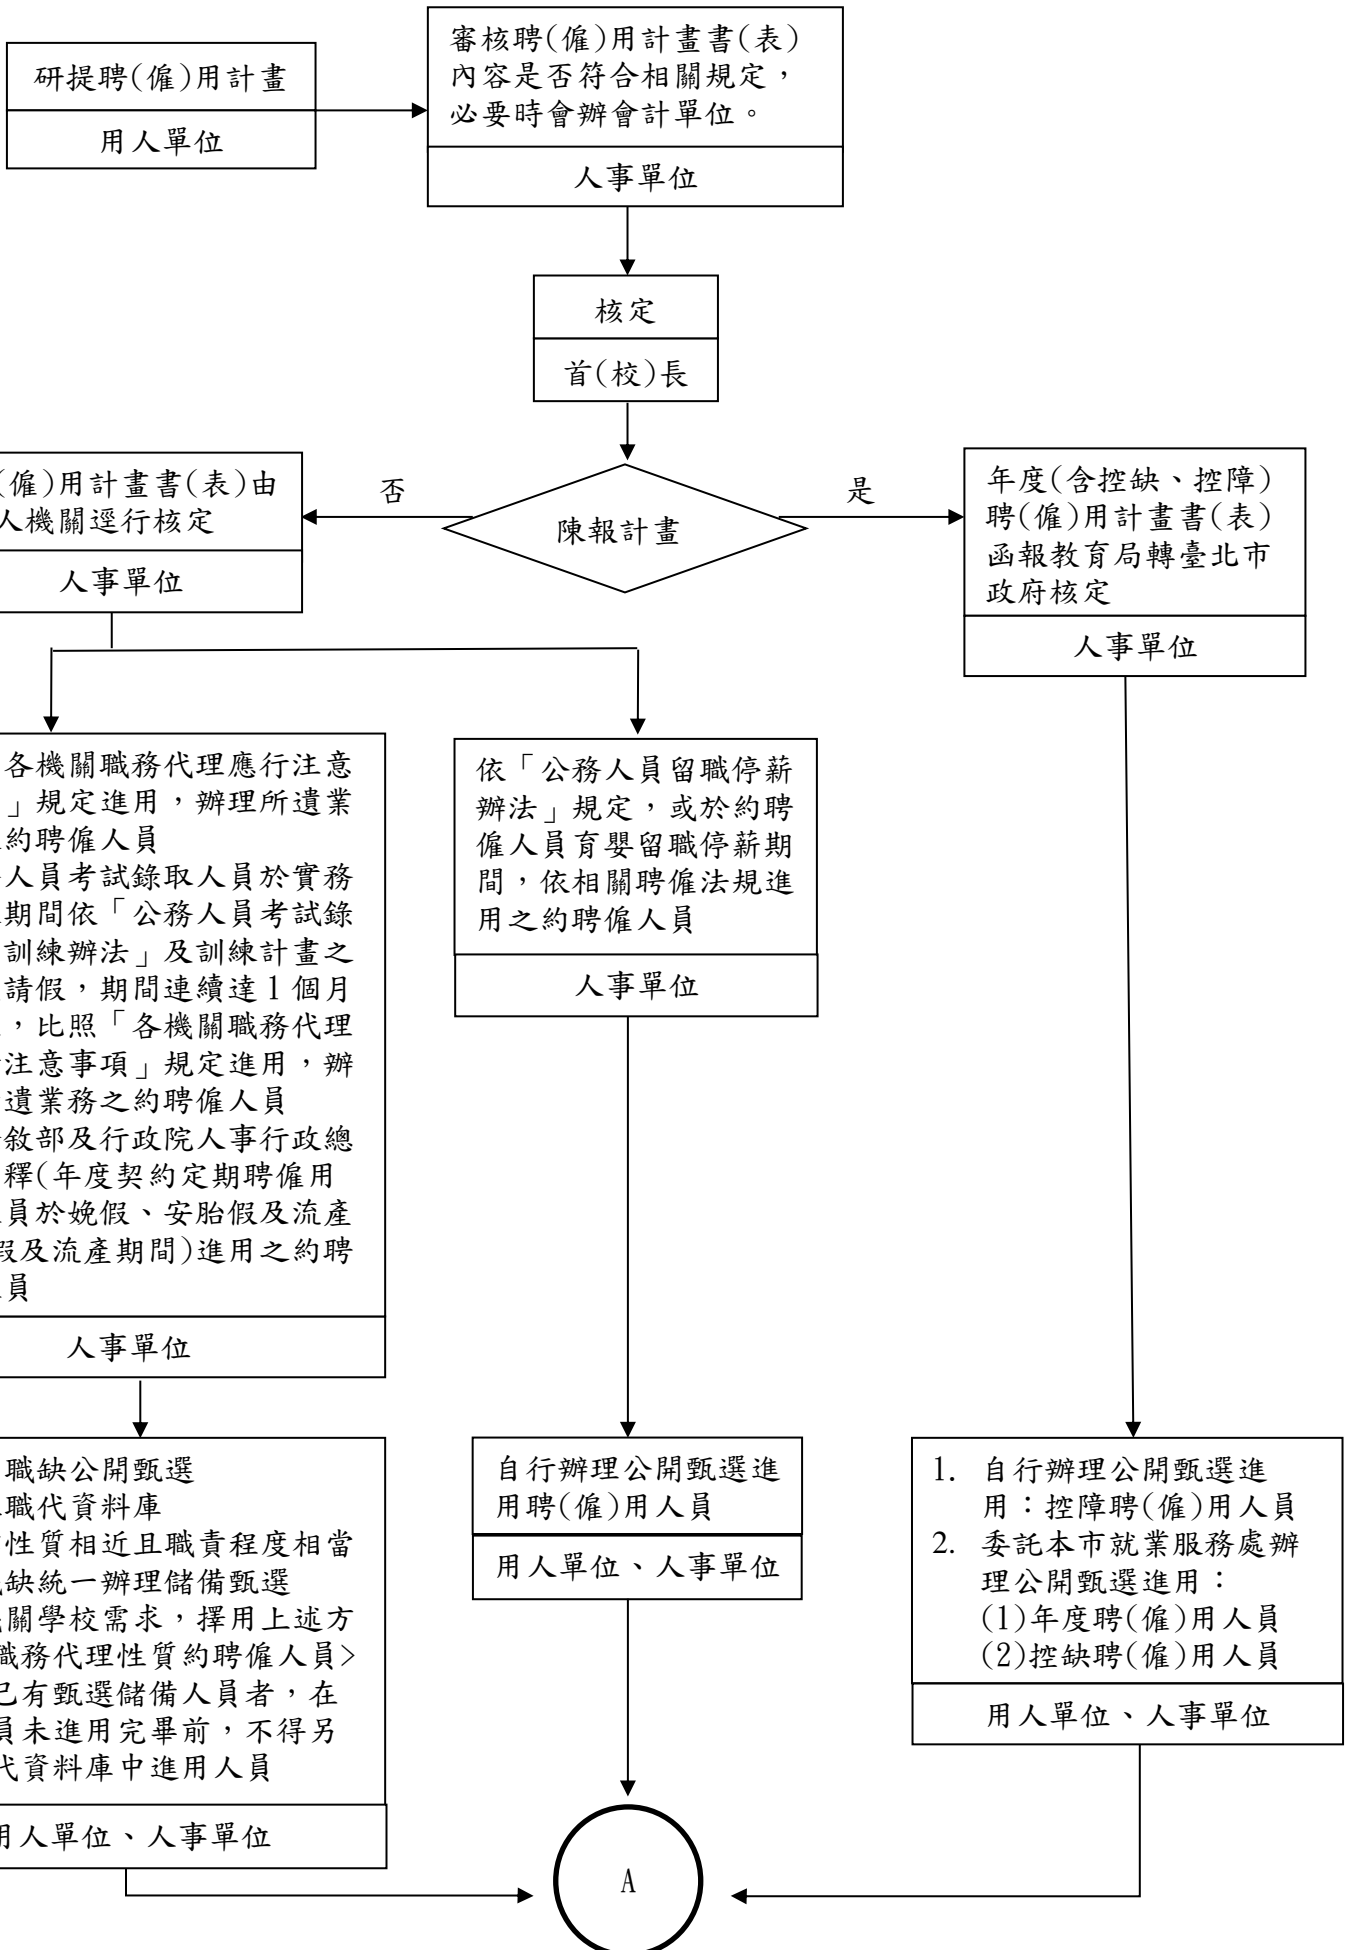 研提聘(僱)用計畫
用人單位
審核聘(僱)用計畫書(表)
內容是否符合相關規定，
必要時會辦會計單位。
人事單位
核定
首(校)長
陳報計畫
否
是
(僱)用計畫書(表)由
人機關逕行核定
人事單位
年度(含控缺、控障)
聘(僱)用計畫書(表)
函報教育局轉臺北市
政府核定
人事單位
各機關職務代理應行注意
」規定進用，辦理所遺業
約聘僱人員
人員考試錄取人員於實務
期間依「公務人員考試錄
訓練辦法」及訓練計畫之
請假，期間連續達1個月
，比照「各機關職務代理
注意事項」規定進用，辦
遺業務之約聘僱人員
敘部及行政院人事行政總
釋(年度契約定期聘僱用
員於娩假、安胎假及流產
假及流產期間)進用之約聘
員
人事單位
依「公務人員留職停薪
辦法」規定，或於約聘
僱人員育嬰留職停薪期
間，依相關聘僱法規進
用之約聘僱人員
人事單位
職缺公開甄選
職代資料庫
性質相近且職責程度相當
缺統一辦理儲備甄選
關學校需求，擇用上述方
職務代理性質約聘僱人員>
已有甄選儲備人員者，在
員未進用完畢前，不得另
代資料庫中進用人員
用人單位、人事單位
自行辦理公開甄選進
用聘(僱)用人員
用人單位、人事單位
1. 自行辦理公開甄選進
用：控障聘(僱)用人員
2. 委託本市就業服務處辦
理公開甄選進用：
(1)年度聘(僱)用人員
(2)控缺聘(僱)用人員
用人單位、人事單位
A